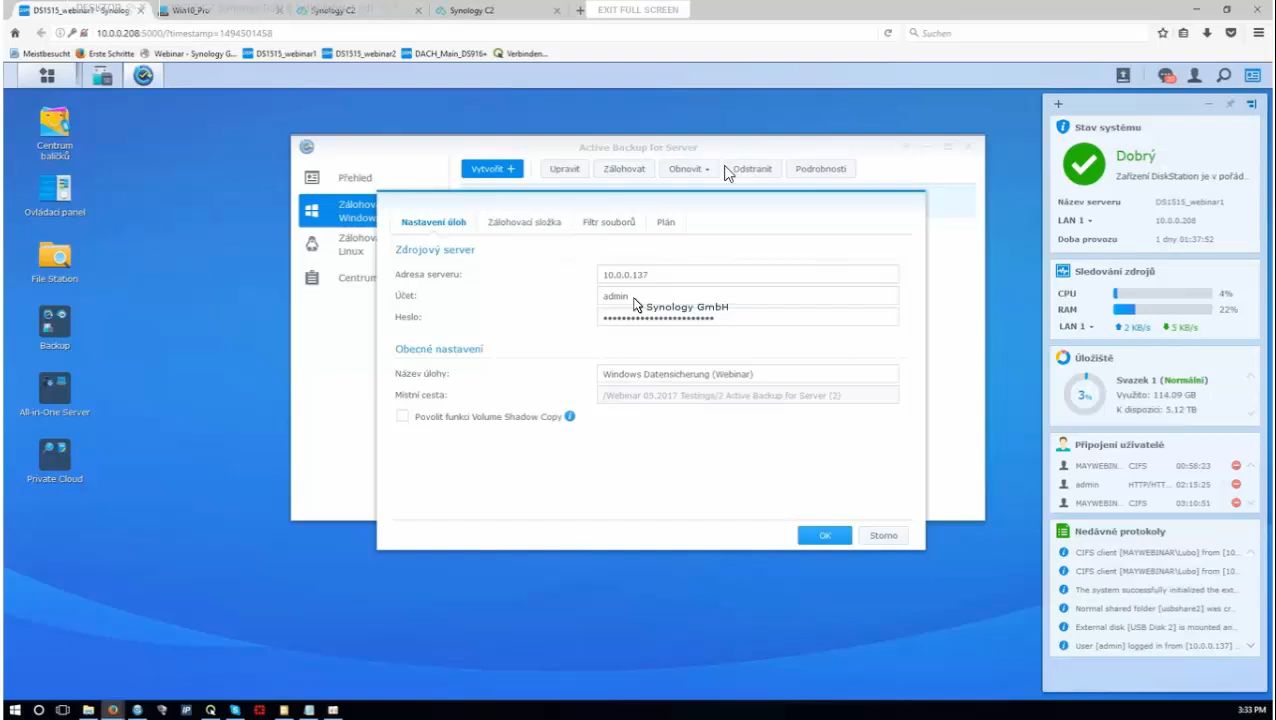 DS1515_webinar1 - Synolog
Win10_Pro
Synology C2
Synology C2
EXIT FULL SCREEN
10.0.0.208:5000/?timestamp=1494501458
Suchen
Meistbesucht
Erste Schritte
Webinar - Synology G...
DS1515_webinar1
DS1515_webinar2
DACH_Main_DS916+
Verbinden...
Centrum
balíčků
Ovládací panel
File Station
Backup
All-in-One Server
Private Cloud
Active Backup for Server
Vytvořit
Upravit
Zálohovat
Obnovit
Odstranit
Podrobnosti
Přehled
Záloho
Window
Záloho
Linux
Centrum
Nastavení úloh
Zálohovací složka
Filtr souborů
Plán
Zdrojový server
Adresa serveru:
10.0.0.137
Účet:
admin
Synology GmbH
Heslo:
Obecné nastavení
Název úlohy:
Windows Datensicherung (Webinar)
Místní cesta:
/Webinar 05.2017 Testings/2 Active Backup for Server (2)
Povolit funkci Volume Shadow Copy
OK
Storno
Stav systému
Dobrý
Zařízení DiskStation je v pořád...
Název serveru
DS1515_webinar1
LAN 1
10.0.0.208
Doba provozu
1 dny 01:37:52
Sledování zdrojů
CPU
4%
RAM
22%
LAN 1
2 KB/s
5 KB/s
Úložiště
3%
Svazek 1 (Normální)
Využito: 114.09 GB
K dispozici: 5.12 TB
Připojení uživatelé
MAYWEBIN... CIFS 00:58:23
admin HTTP/HTT... 02:15:25
MAYWEBIN... CIFS 03:10:51
Nedávné protokoly
CIFS client [MAYWEBINAR\Lubo] from [10...
CIFS client [MAYWEBINAR\Lubo] from [10...
The system successfully initialized the ext...
Normal shared folder [usbshare2] was cr...
External disk [USB Disk 2] is mounted an...
User [admin] logged in from [10.0.0.137]
3:33 PM